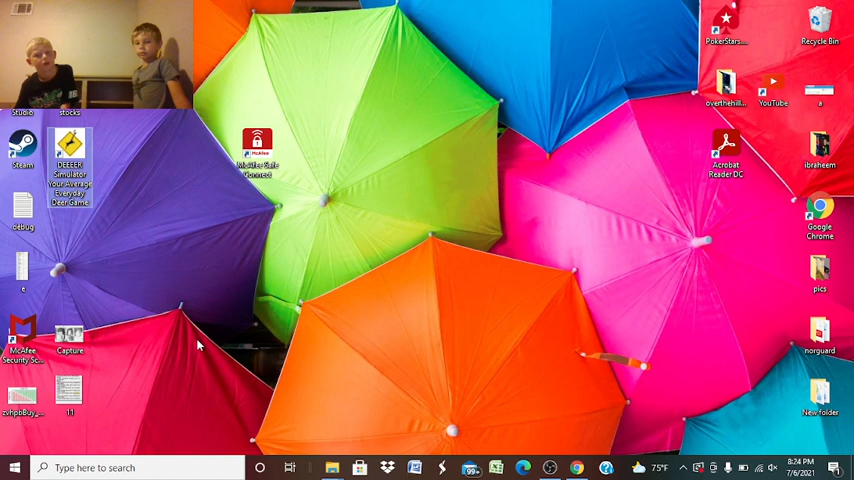 Studio
stocks
Steam
DEEEER
Simulator
Your Average
Everyday
Deer Game
debug
e
McAfee
Security Sc...
Capture
zvhpbBuy_...
11
McAfee
McAfee Safe
Connect
PokerStars....
Recycle Bin
overthehill...
YouTube
a
Acrobat
Reader DC
ibraheem
Google
Chrome
pics
norguard
New folder
Type here to search
99+
75°F
8:24 PM
7/6/2021
1